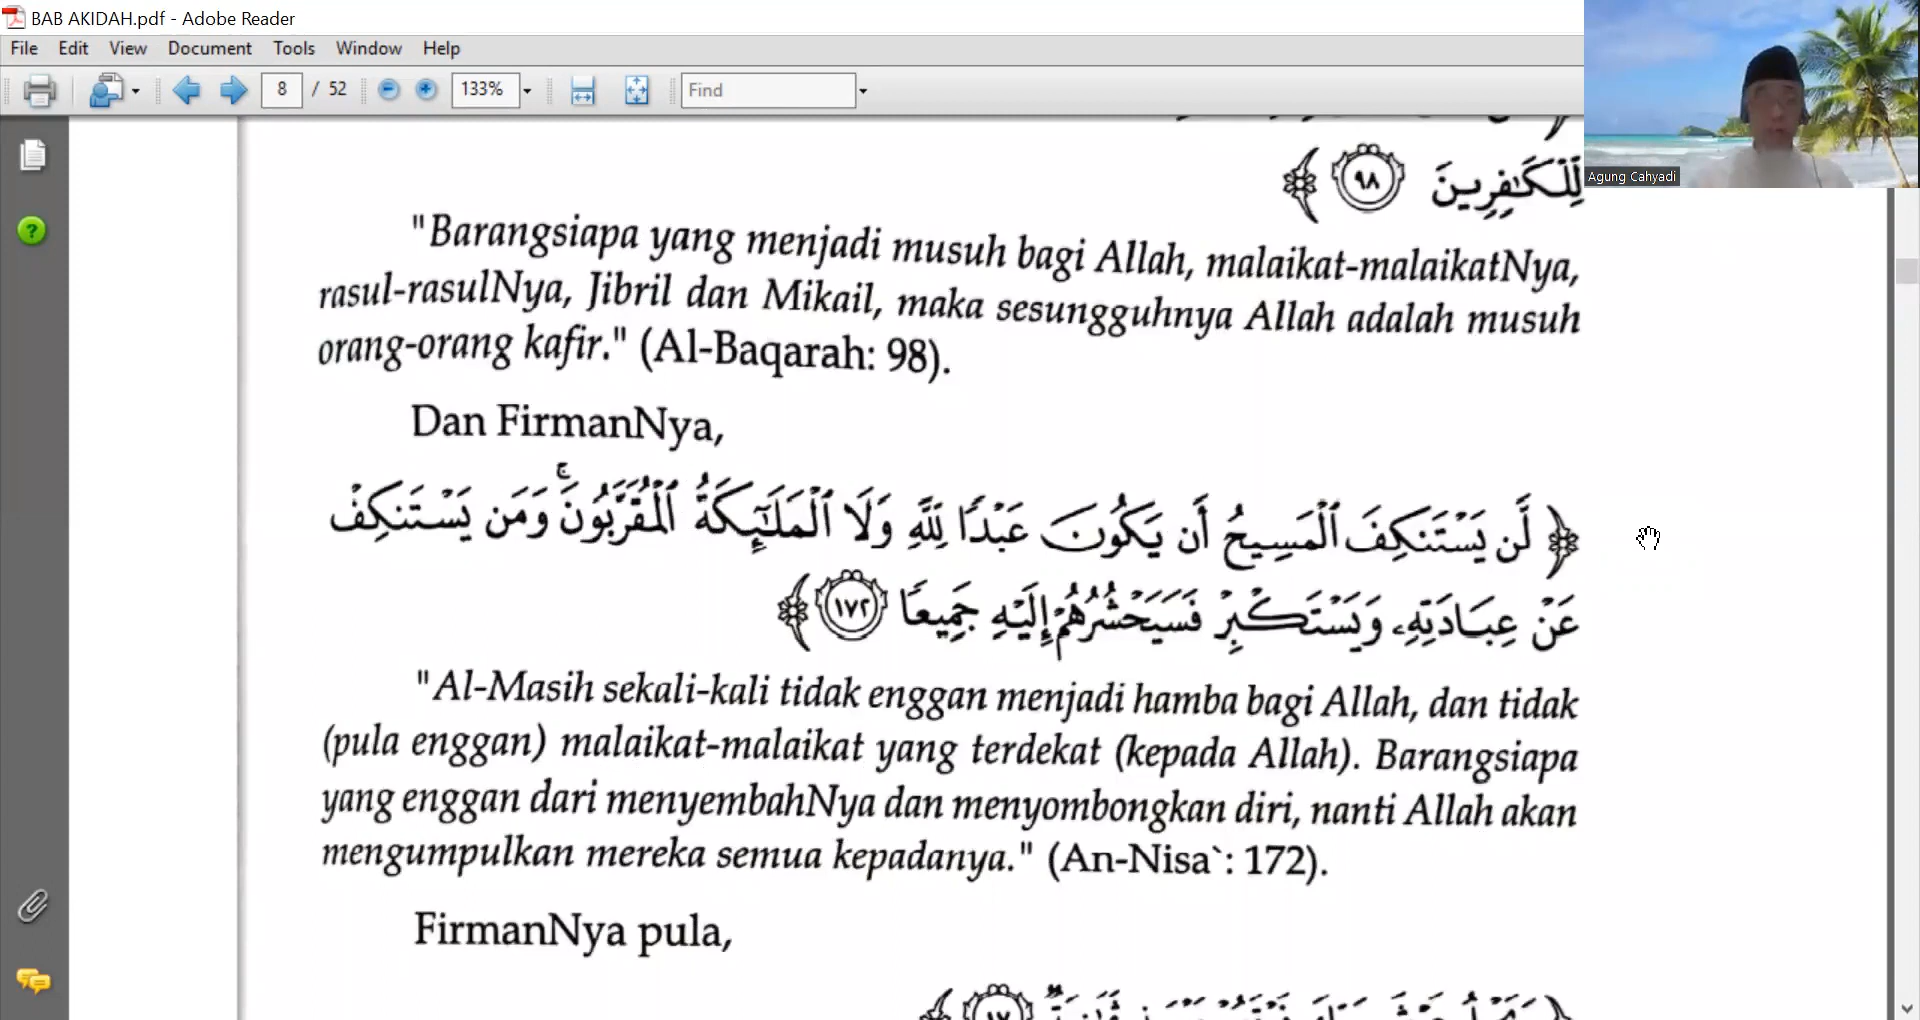 BAB AKIDAH.pdf - Adobe Reader
File Edit View Document Tools Window Help
8 / 52 133% Find
Agung Cahyadi
لِّلْكَـٰفِرِينَ ٩٨
"Barangsiapa yang menjadi musuh bagi Allah, malaikat-malaikatNya,
rasul-rasulNya, Jibril dan Mikail, maka sesungguhnya Allah adalah musuh
orang-orang kafir." (Al-Baqarah: 98).
Dan FirmanNya,
لَّن يَسْتَنكِفَ ٱلْمَسِيحُ أَن يَكُونَ عَبْدًا لِّلَّهِ وَلَا ٱلْمَلَـٰٓئِكَةُ ٱلْمُقَرَّبُونَ ۚ وَمَن يَسْتَنكِفْ
عَنْ عِبَادَتِهِۦ وَيَسْتَكْبِرْ فَسَيَحْشُرُهُمْ إِلَيْهِ جَمِيعًا ١٧٢
"Al-Masih sekali-kali tidak enggan menjadi hamba bagi Allah, dan tidak
(pula enggan) malaikat-malaikat yang terdekat (kepada Allah). Barangsiapa
yang enggan dari menyembahNya dan menyombongkan diri, nanti Allah akan
mengumpulkan mereka semua kepadanya." (An-Nisa`: 172).
FirmanNya pula,